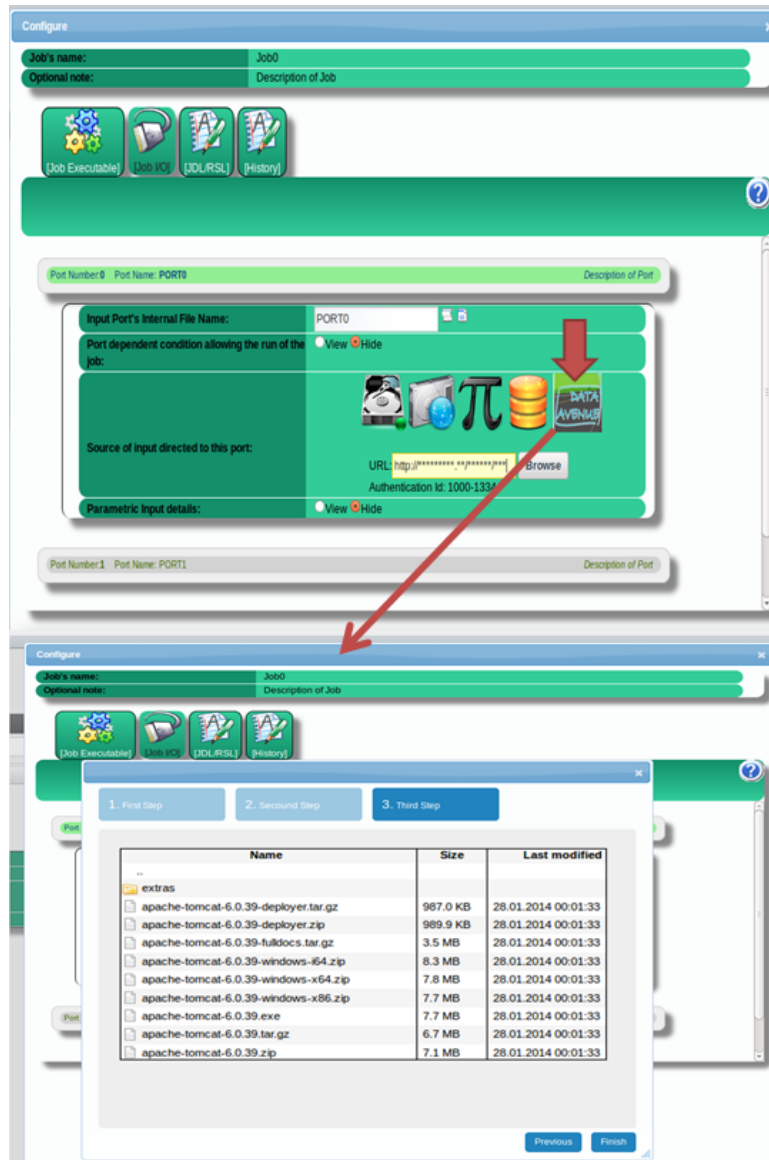 Configure
Job's name: Job0
Optional note: Description of Job
[Job Executable] [Job I/O] [JDL/RSL] [History]
Port Number:0 Port Name: PORT0 Description of Port
Input Port's Internal File Name: PORT0
Port dependent condition allowing the run of the job: View Hide
DATA AVENUE
Source of input directed to this port:
URL: http://*********.**/******/*** Browse
Authentication Id: 1000-1334
Parametric Input details: View Hide
Port Number:1 Port Name: PORT1 Description of Port
Configure
Job's name: Job0
Optional note: Description of Job
[Job Executable] [Job I/O] [JDL/RSL] [History]
1. First Step 2. Secound Step 3. Third Step
Port
Name Size Last modified
..
extras
apache-tomcat-6.0.39-deployer.tar.gz 987.0 KB 28.01.2014 00:01:33
apache-tomcat-6.0.39-deployer.zip 989.9 KB 28.01.2014 00:01:33
apache-tomcat-6.0.39-fulldocs.tar.gz 3.5 MB 28.01.2014 00:01:33
apache-tomcat-6.0.39-windows-i64.zip 8.3 MB 28.01.2014 00:01:33
apache-tomcat-6.0.39-windows-x64.zip 7.8 MB 28.01.2014 00:01:33
apache-tomcat-6.0.39-windows-x86.zip 7.7 MB 28.01.2014 00:01:33
apache-tomcat-6.0.39.exe 7.7 MB 28.01.2014 00:01:33
apache-tomcat-6.0.39.tar.gz 6.7 MB 28.01.2014 00:01:33
apache-tomcat-6.0.39.zip 7.1 MB 28.01.2014 00:01:33
Port
Previous Finish